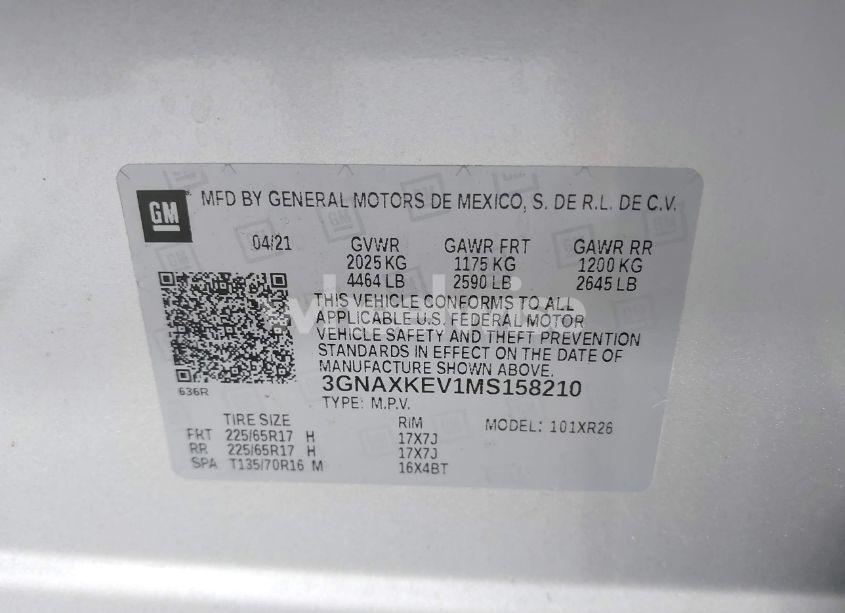 GM
MFD BY GENERAL MOTORS DE MEXICO, S. DE R.L. DE C.V.
04/21 GVWR GAWR FRT GAWR RR
2025 KG 1175 KG 1200 KG
4464 LB 2590 LB 2645 LB
THIS VEHICLE CONFORMS TO ALL
APPLICABLE U.S. FEDERAL MOTOR
VEHICLE SAFETY AND THEFT PREVENTION
STANDARDS IN EFFECT ON THE DATE OF
MANUFACTURE SHOWN ABOVE.
636R
3GNAXKEV1MS158210
TYPE: M.P.V.
TIRE SIZE RIM MODEL: 101XR26
FRT 225/65R17 H 17X7J
RR 225/65R17 H 17X7J
SPA T135/70R16 M 16X4BT